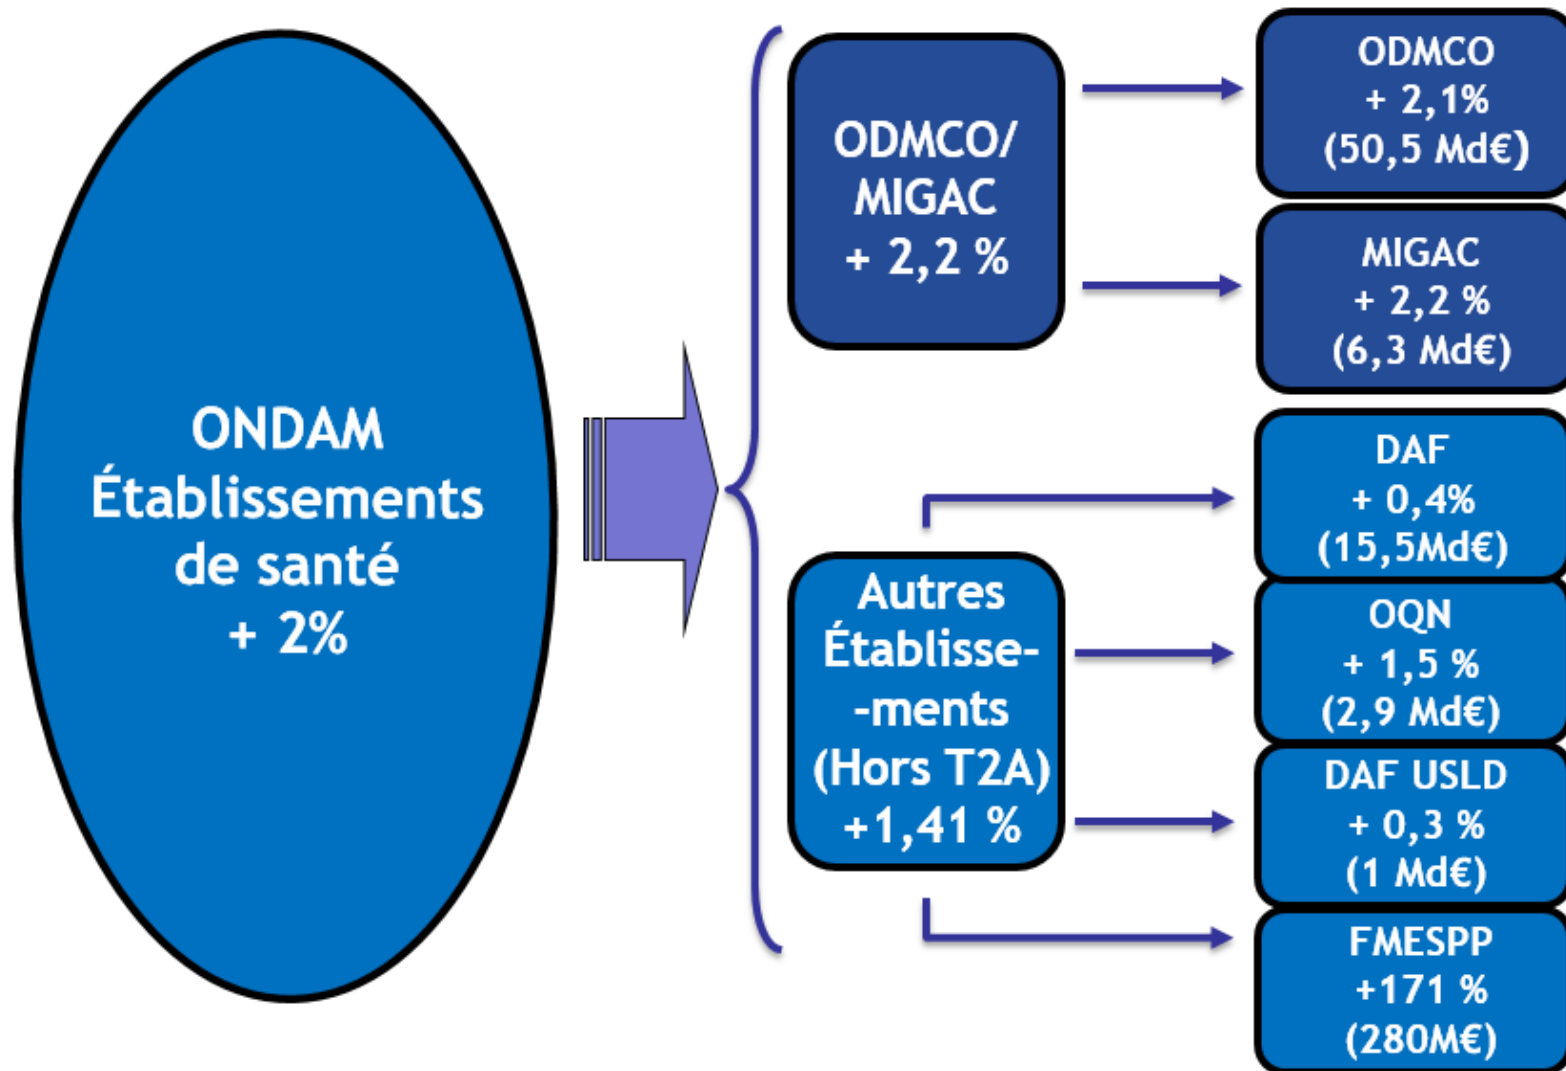 ONDAM
Établissements
de santé
+ 2%
ODMCO/
MIGAC
+ 2,2 %
ODMCO
+ 2,1%
(50,5 Md€)
MIGAC
+ 2,2 %
(6,3 Md€)
Autres
Établisse-
-ments
(Hors T2A)
+1,41 %
DAF
+ 0,4%
(15,5Md€)
OQN
+ 1,5 %
(2,9 Md€)
DAF USLD
+ 0,3 %
(1 Md€)
FMESPP
+171 %
(280M€)